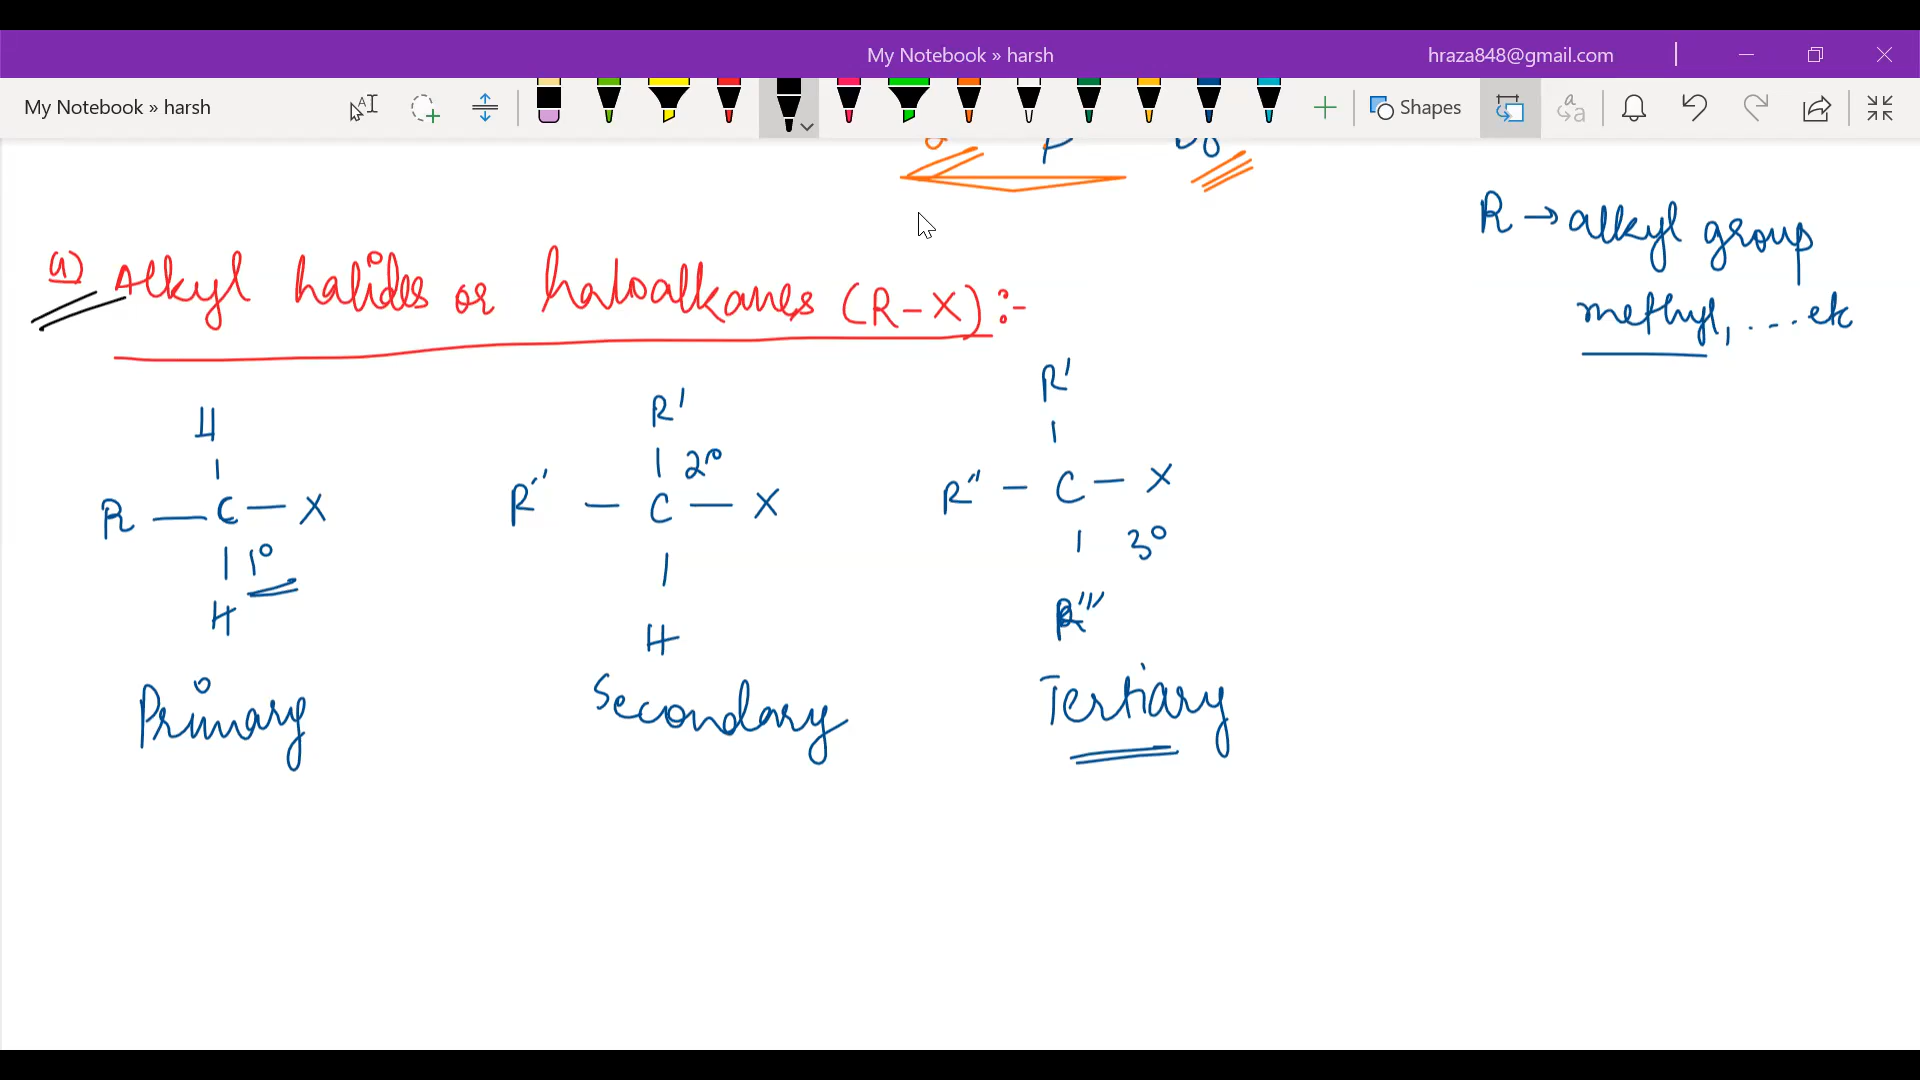 My Notebook » harsh
hraza848@gmail.com
My Notebook » harsh
Shapes
R → alkyl group
methyl, .... etc
a) Alkyl halides or haloalkanes (R-X):-
H
R — C — X
1°
H
Primary
R'
2°
R'' — C — X
H
Secondary
R'
R'' — C — X
3°
R'''
Tertiary